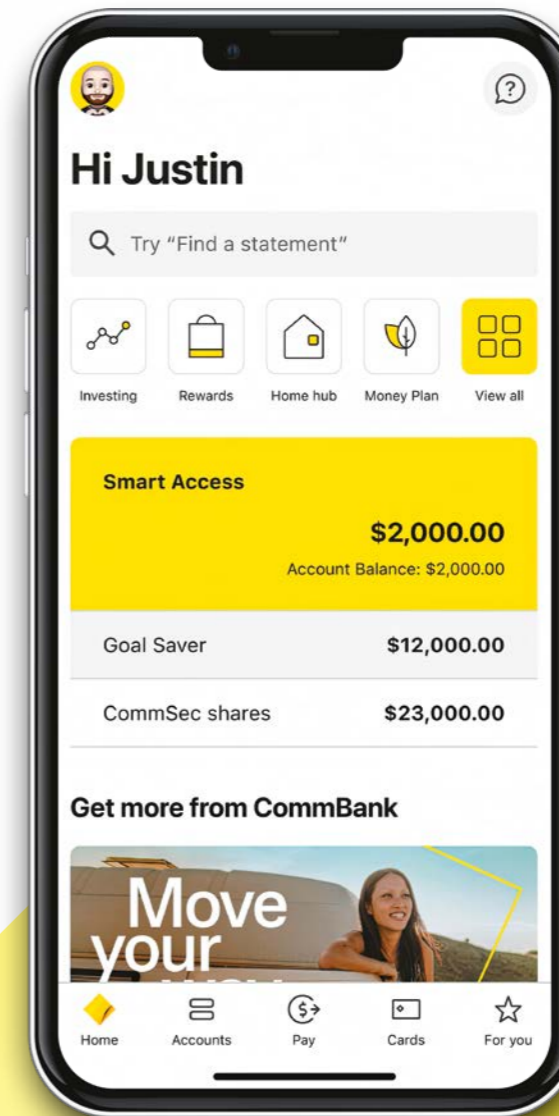 Hi Justin
Try “Find a statement”
Investing Rewards Home hub Money Plan View all
Smart Access
$2,000.00
Account Balance: $2,000.00
Goal Saver $12,000.00
CommSec shares $23,000.00
Get more from CommBank
Move
your
way
Home Accounts Pay Cards For you